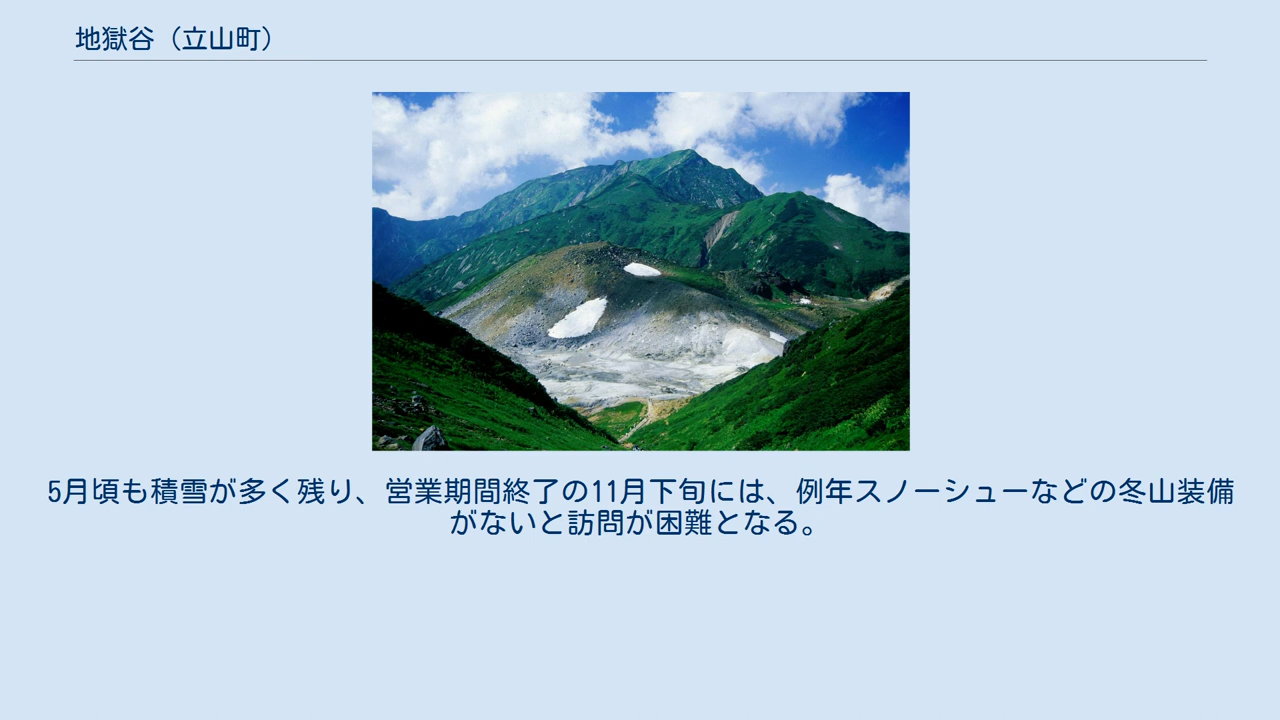 地獄谷（立山町）
5月頃も積雪が多く残り、営業期間終了の11月下旬には、例年スノーシューなどの冬山装備
がないと訪問が困難となる。